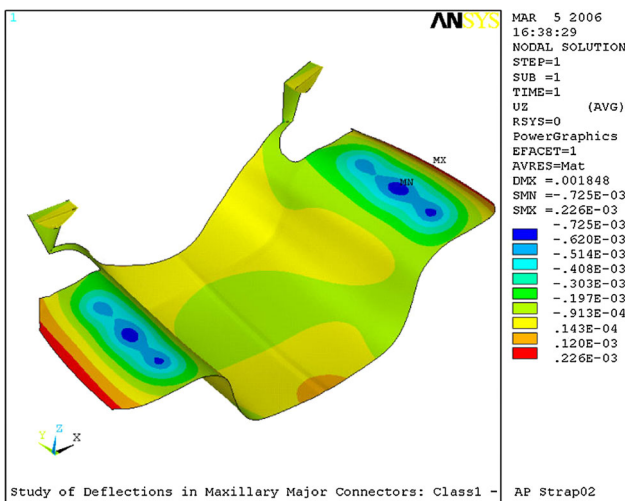 1
ANSYS
MAR 5 2006
16:38:29
NODAL SOLUTION
STEP=1
SUB =1
TIME=1
UZ (AVG)
RSYS=0
PowerGraphics
EFACET=1
AVRES=Mat
DMX =.001848
SMN =-.725E-03
SMX =.226E-03
-.725E-03
-.620E-03
-.514E-03
-.408E-03
-.303E-03
-.197E-03
-.913E-04
.143E-04
.120E-03
.226E-03
MX
MN
Y Z X
Study of Deflections in Maxillary Major Connectors: Class1 - AP Strap02